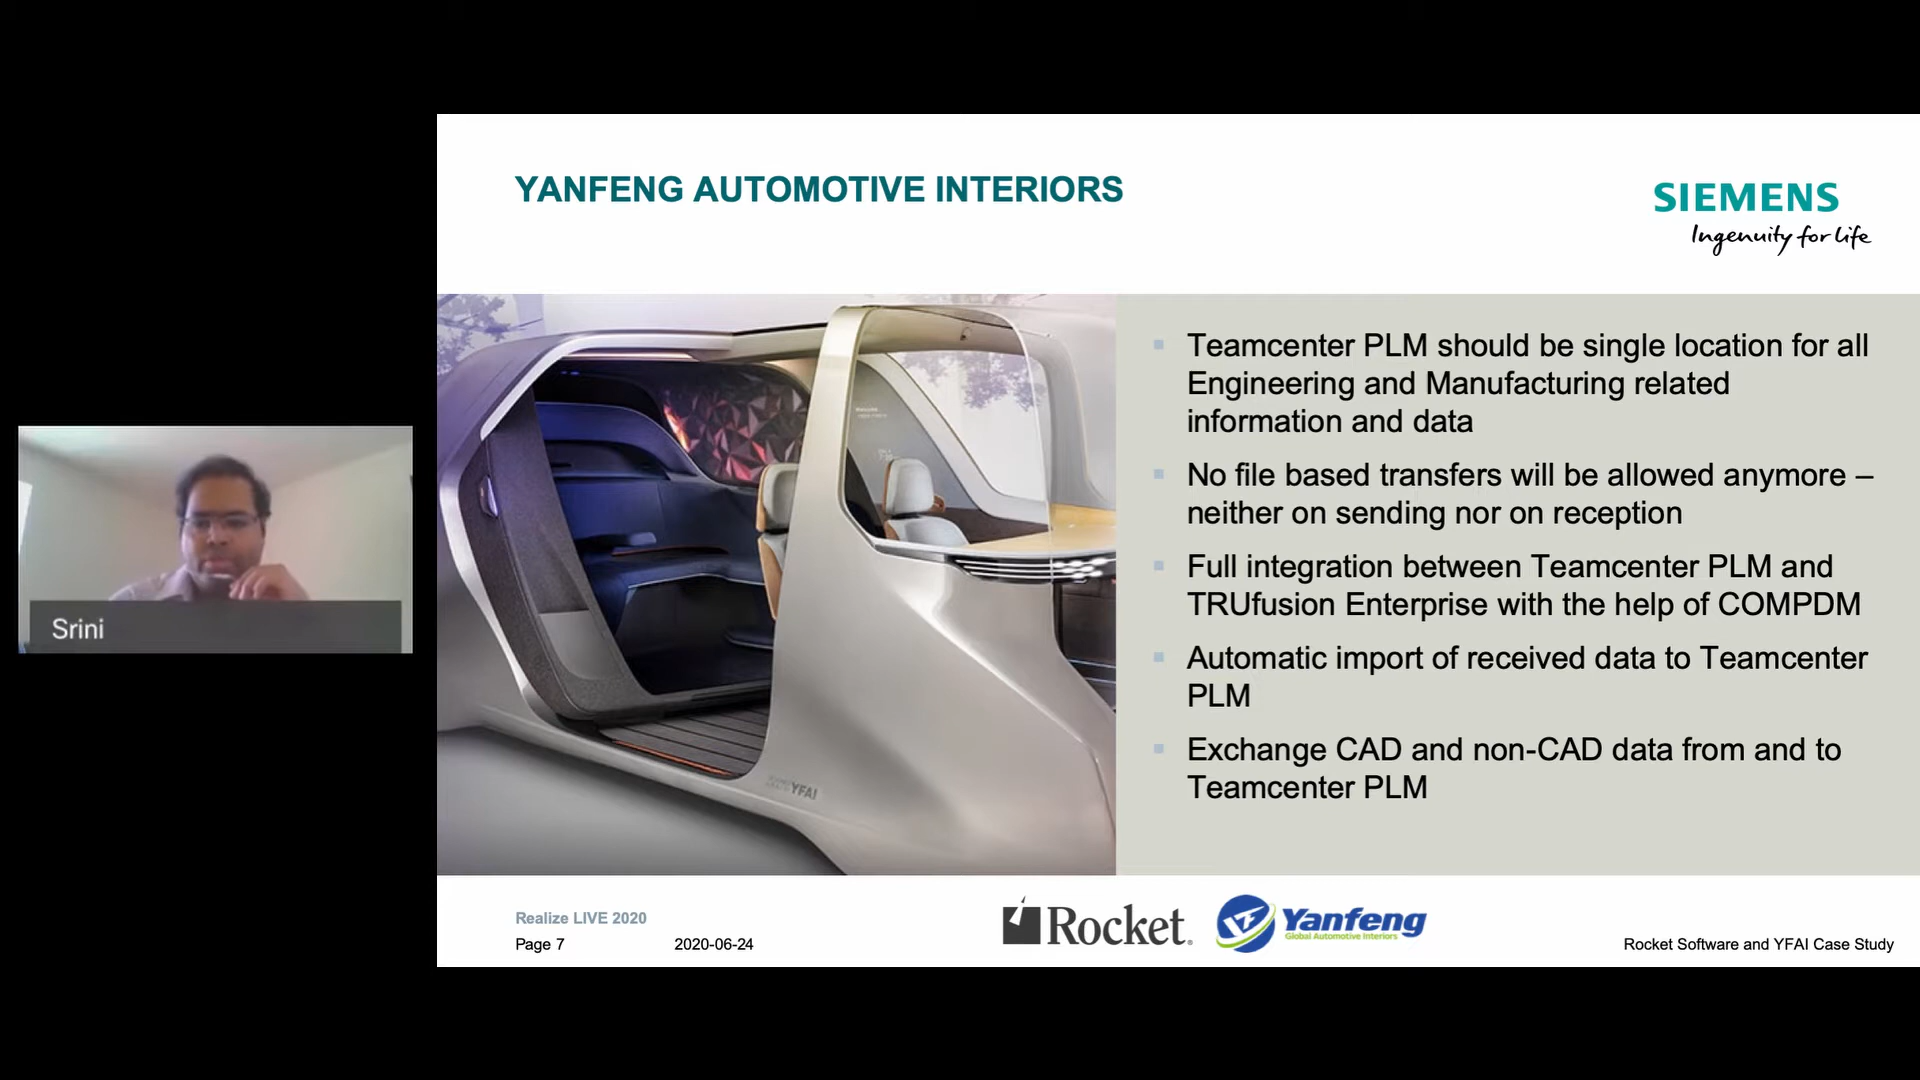 YANFENG AUTOMOTIVE INTERIORS
SIEMENS
Ingenuity for life
Teamcenter PLM should be single location for all
Engineering and Manufacturing related
information and data
No file based transfers will be allowed anymore –
neither on sending nor on reception
Full integration between Teamcenter PLM and
TRUfusion Enterprise with the help of COMPDM
Automatic import of received data to Teamcenter
PLM
Exchange CAD and non-CAD data from and to
Teamcenter PLM
Srini
YFAI
Realize LIVE 2020
Page 7
2020-06-24
Rocket.
Yanfeng
Global Automotive Interiors
Rocket Software and YFAI Case Study